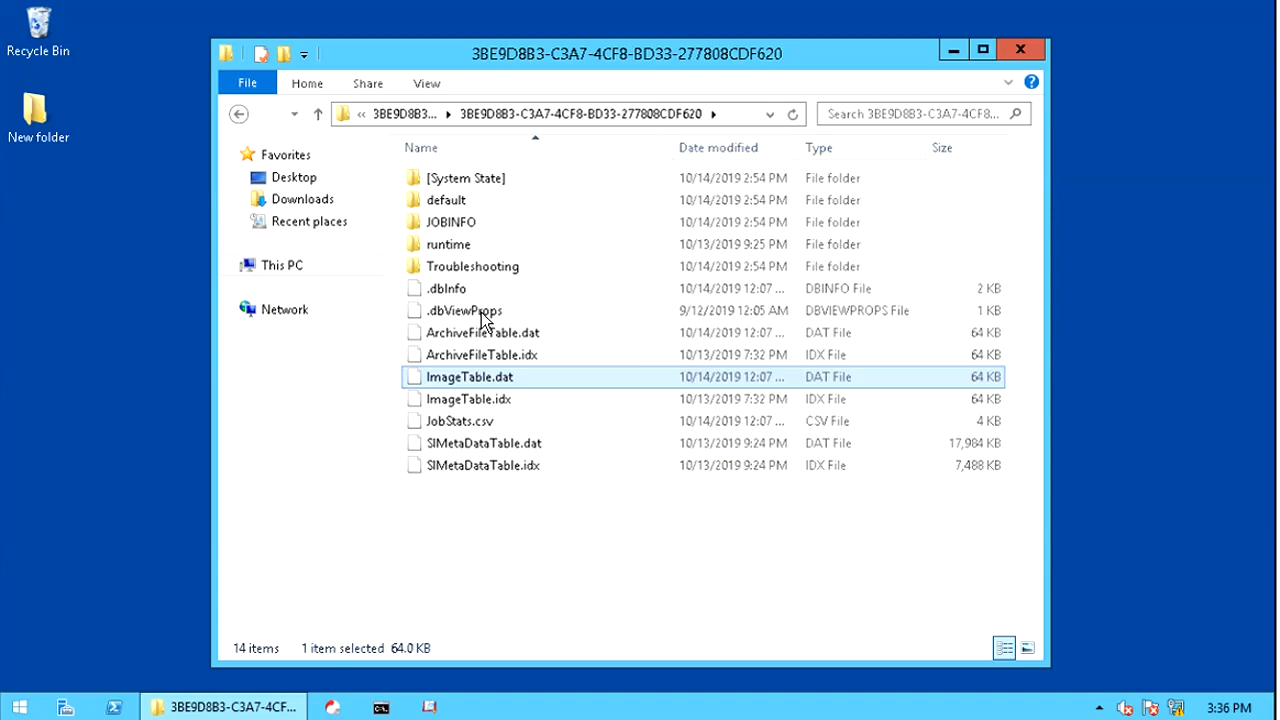 Recycle Bin
New folder
3BE9D8B3-C3A7-4CF8-BD33-277808CDF620
File Home Share View
3BE9D8B3... 3BE9D8B3-C3A7-4CF8-BD33-277808CDF620 Search 3BE9D8B3-C3A7-4CF8...
Favorites
Desktop
Downloads
Recent places
This PC
Network
Name Date modified Type Size
[System State] 10/14/2019 2:54 PM File folder
default 10/14/2019 2:54 PM File folder
JOBINFO 10/14/2019 2:54 PM File folder
runtime 10/13/2019 9:25 PM File folder
Troubleshooting 10/14/2019 2:54 PM File folder
.dbInfo 10/14/2019 12:07 ... DBINFO File 2 KB
.dbViewProps 9/12/2019 12:05 AM DBVIEWPROPS File 1 KB
ArchiveFileTable.dat 10/14/2019 12:07 ... DAT File 64 KB
ArchiveFileTable.idx 10/13/2019 7:32 PM IDX File 64 KB
ImageTable.dat 10/14/2019 12:07 ... DAT File 64 KB
ImageTable.idx 10/13/2019 7:32 PM IDX File 64 KB
JobStats.csv 10/14/2019 12:07 ... CSV File 4 KB
SIMetaDataTable.dat 10/13/2019 9:24 PM DAT File 17,984 KB
SIMetaDataTable.idx 10/13/2019 9:24 PM IDX File 7,488 KB
14 items 1 item selected 64.0 KB
3BE9D8B3-C3A7-4CF... 3:36 PM